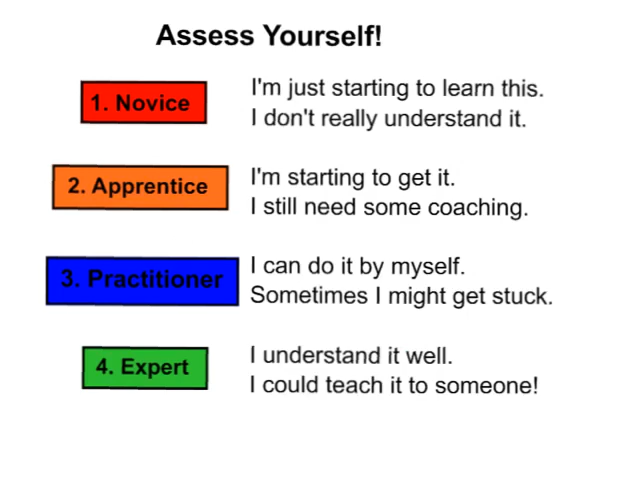 Assess Yourself!
1. Novice
I'm just starting to learn this.
I don't really understand it.
2. Apprentice
I'm starting to get it.
I still need some coaching.
3. Practitioner
I can do it by myself.
Sometimes I might get stuck.
4. Expert
I understand it well.
I could teach it to someone!